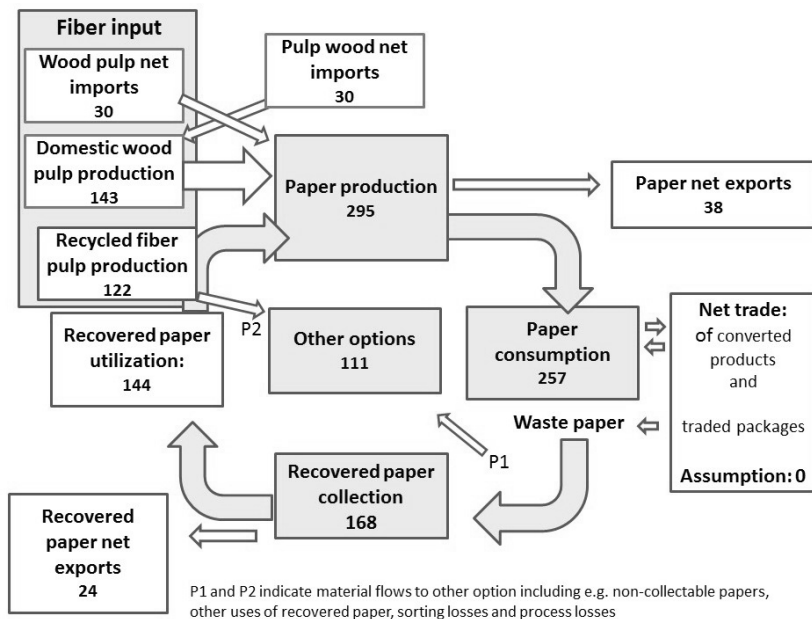 Fiber input
Wood pulp net
imports
30
Pulp wood net
imports
30
Domestic wood
pulp production
143
Paper production
295
Paper net exports
38
Recycled fiber
pulp production
122
P2
Recovered paper
utilization:
144
Other options
111
Paper
consumption
257
Net trade:
of converted
products
and
traded packages
Assumption: 0
Waste paper
P1
Recovered paper
collection
168
Recovered
paper net
exports
24
P1 and P2 indicate material flows to other option including e.g. non-collectable papers,
other uses of recovered paper, sorting losses and process losses